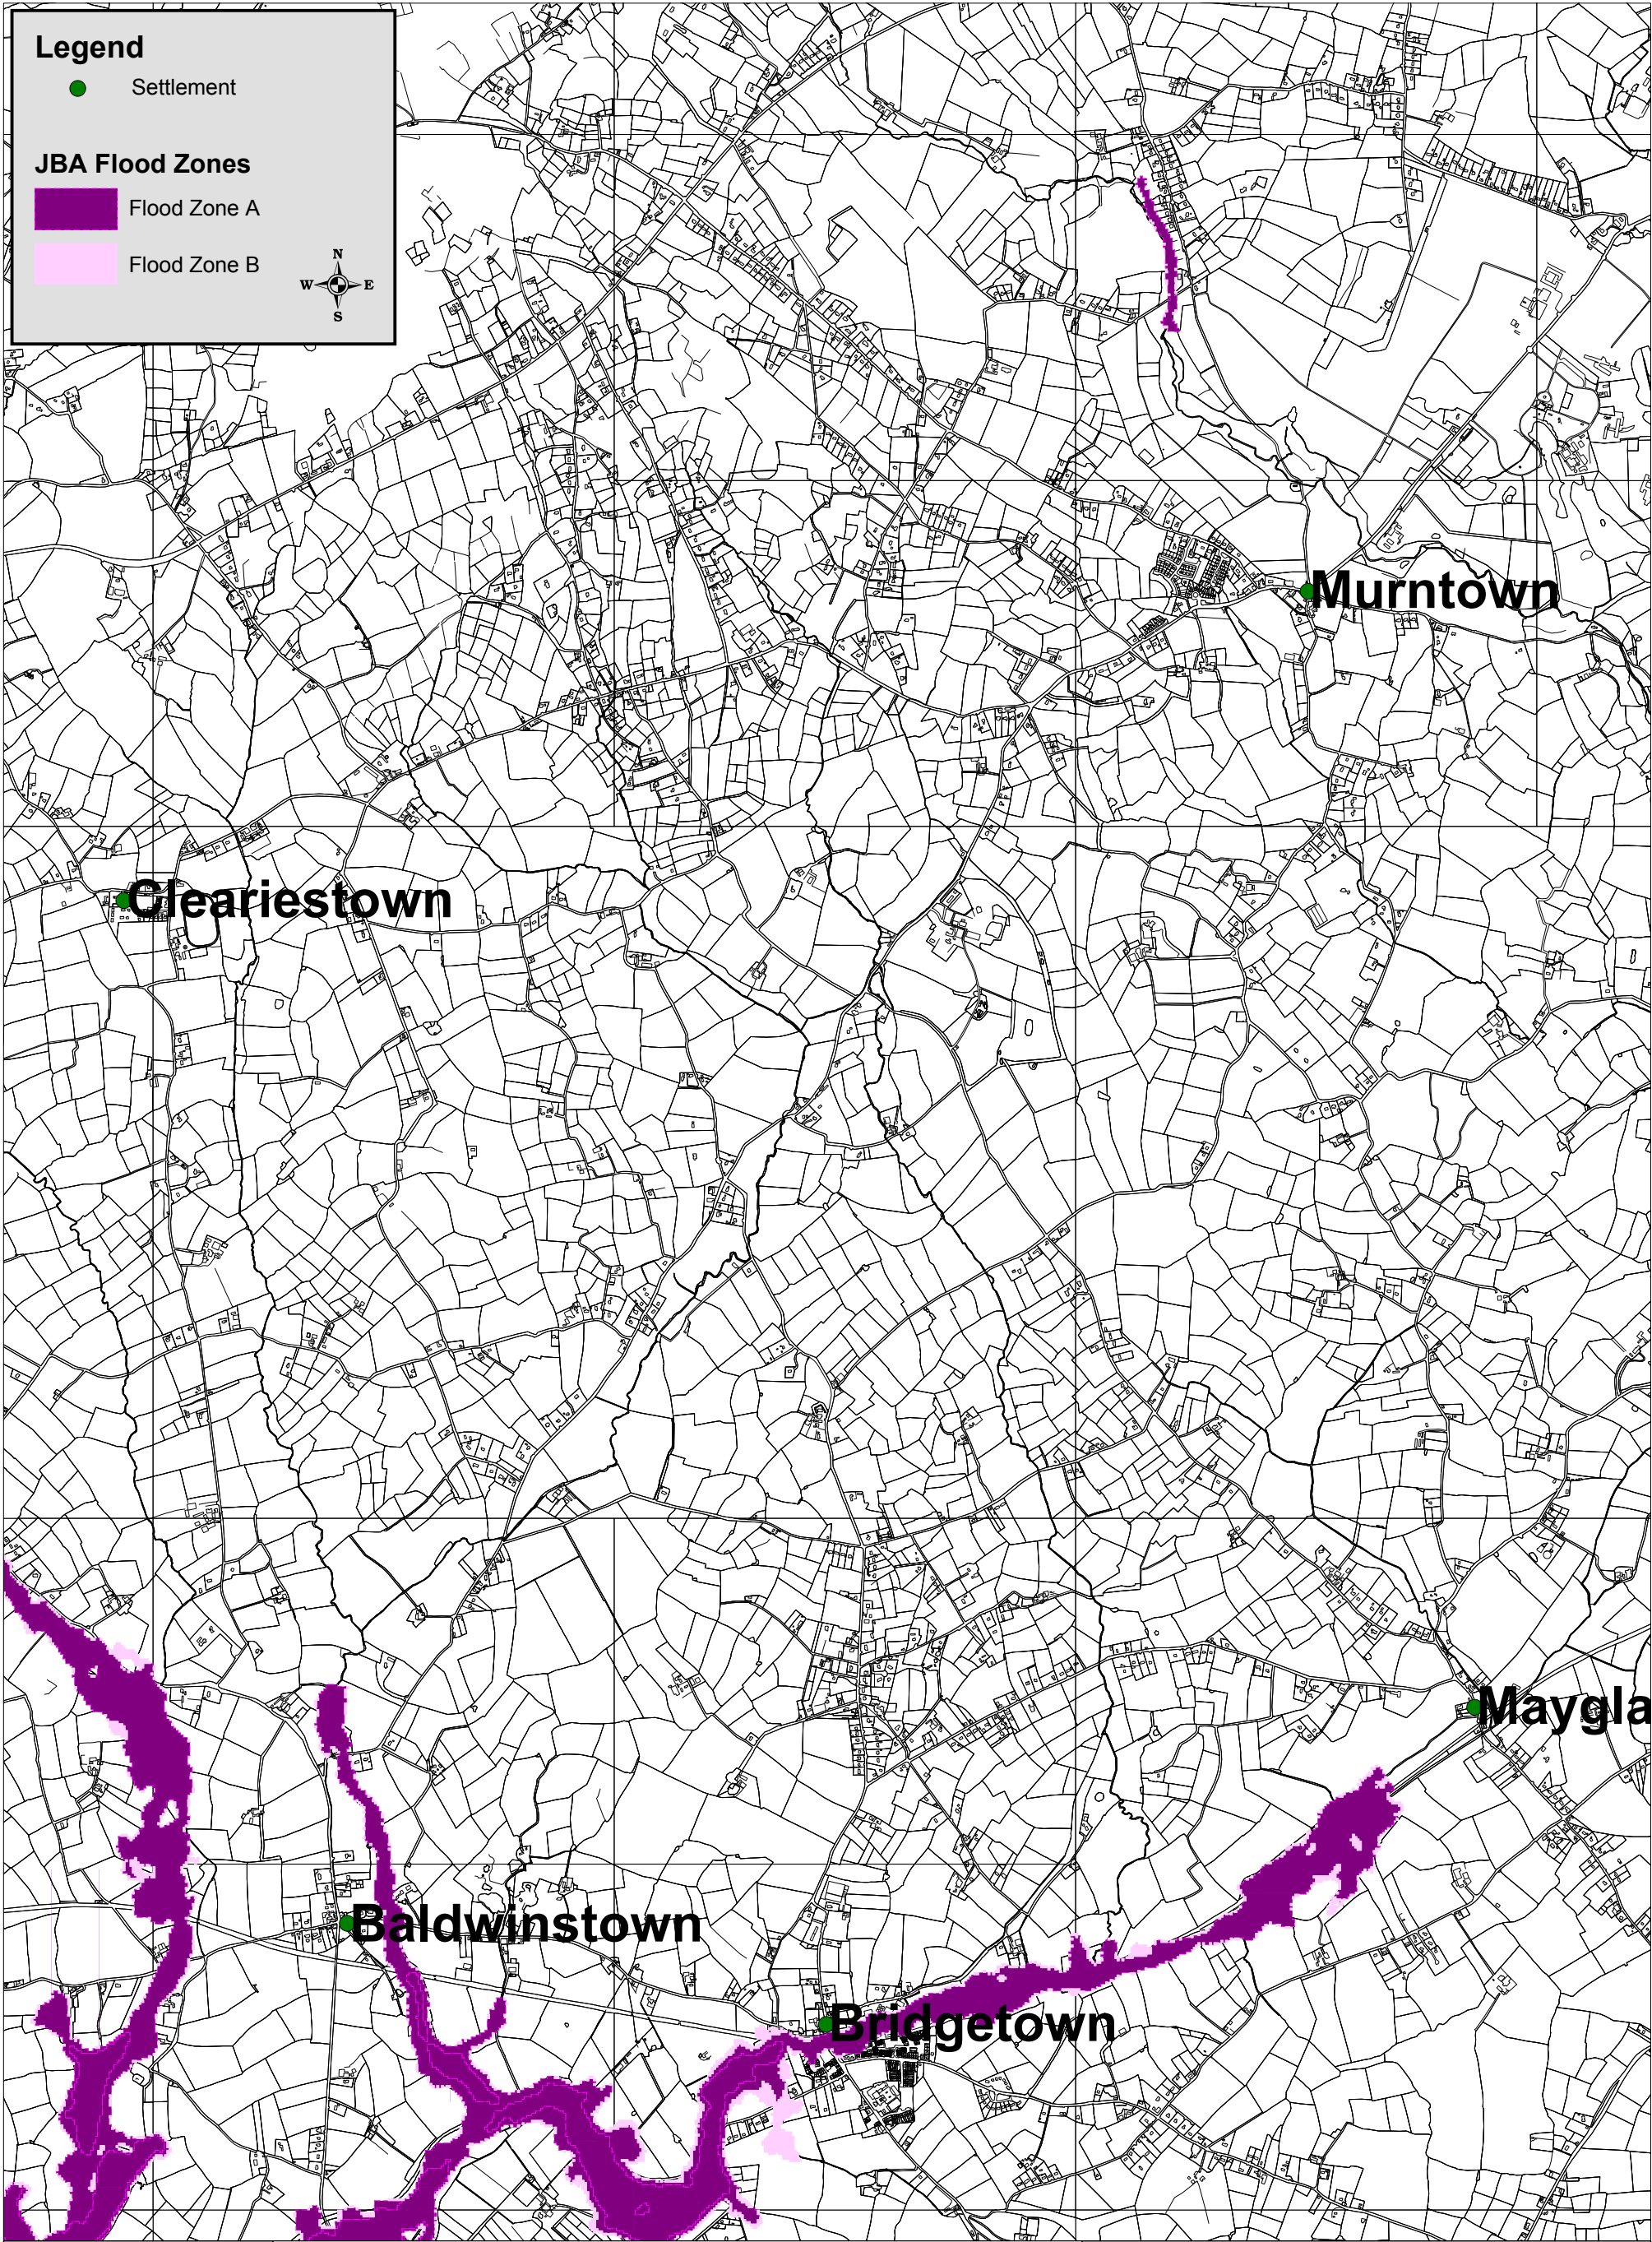 Legend
Settlement
JBA Flood Zones
Flood Zone A
Flood Zone B
N
W E
S
Murntown
Cleariestown
Maygla
Baldwinstown
Bridgetown